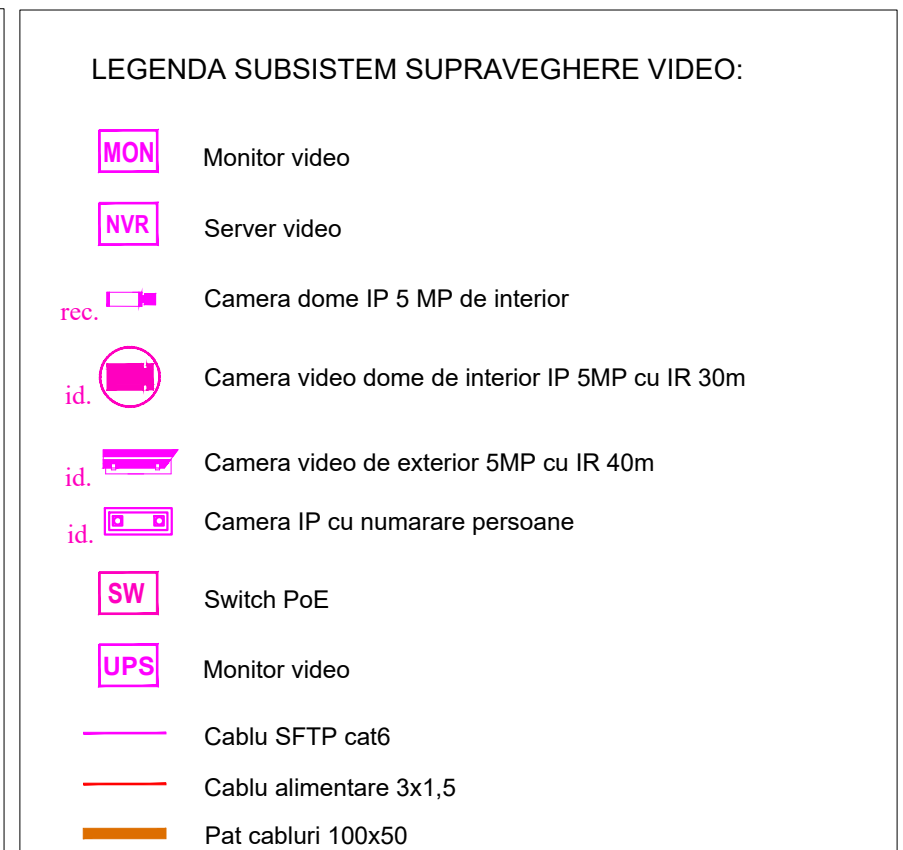 LEGENDA SUBSISTEM SUPRAVEGHERE VIDEO:
MON Monitor video
NVR Server video
rec. Camera dome IP 5 MP de interior
id. Camera video dome de interior IP 5MP cu IR 30m
id. Camera video de exterior 5MP cu IR 40m
id. Camera IP cu numarare persoane
SW Switch PoE
UPS Monitor video
Cablu SFTP cat6
Cablu alimentare 3x1,5
Pat cabluri 100x50